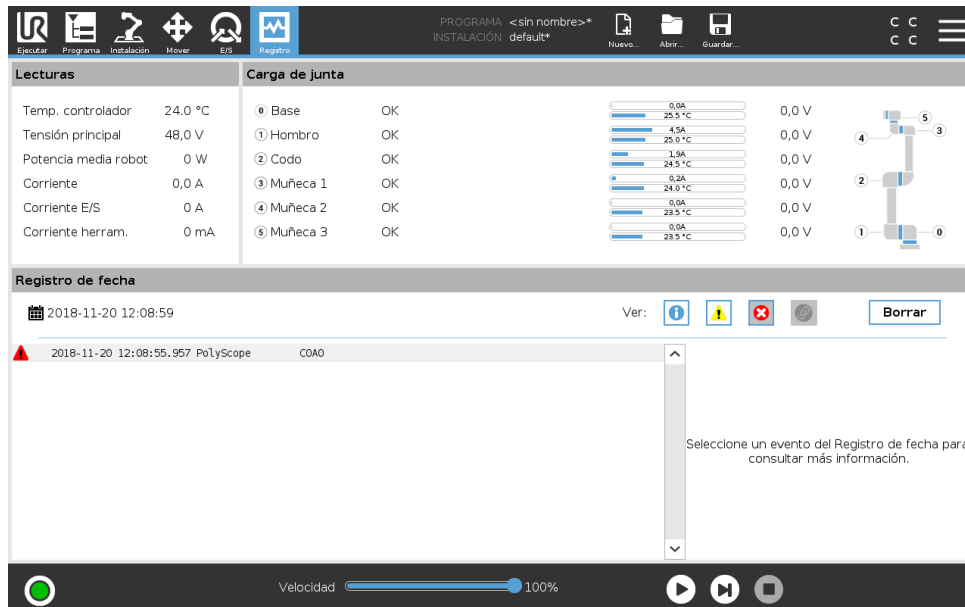 PROGRAMA <sin nombre>*
INSTALACIÓN default*
UR
Ejecutar Programa Instalación Mover E/S Registro Nuevo... Abrir... Guardar...
C C
C C
Lecturas Carga de junta
Temp. controlador 24.0 °C 0 Base OK 0,0A 25.5 °C 0,0 V
Tensión principal 48,0 V 1 Hombro OK 4,5A 25.0 °C 0,0 V
Potencia media robot 0 W 2 Codo OK 1,9A 24.5 °C 0,0 V
Corriente 0,0 A 3 Muñeca 1 OK 0,2A 24.0 °C 0,0 V
Corriente E/S 0 A 4 Muñeca 2 OK 0,0A 23.5 °C 0,0 V
Corriente herram. 0 mA 5 Muñeca 3 OK 0,0A 23.5 °C 0,0 V
5
4 3
2
1 0
Registro de fecha
2018-11-20 12:08:59 Ver: Borrar
2018-11-20 12:08:55.957 PolyScope C0A0
Seleccione un evento del Registro de fecha para
consultar más información.
Velocidad 100%